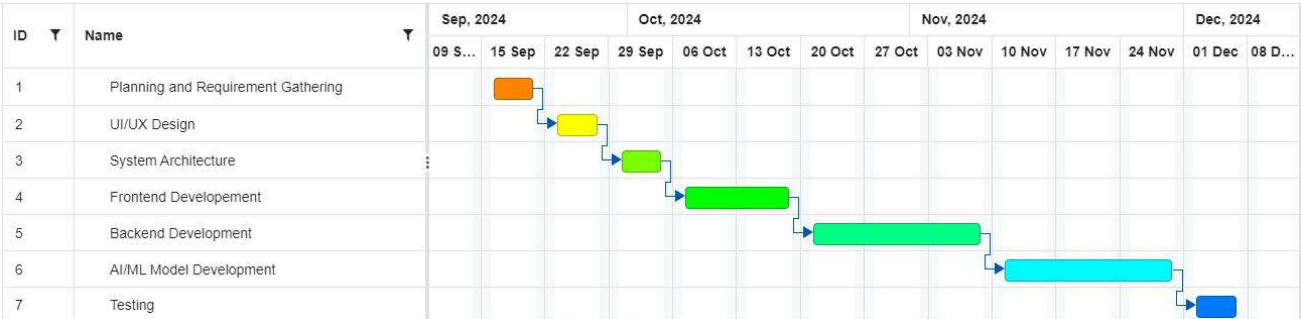 ID Name Sep, 2024 Oct, 2024 Nov, 2024 Dec, 2024
09 S... 15 Sep 22 Sep 29 Sep 06 Oct 13 Oct 20 Oct 27 Oct 03 Nov 10 Nov 17 Nov 24 Nov 01 Dec 08 D...
1 Planning and Requirement Gathering
2 UI/UX Design
3 System Architecture
4 Frontend Developement
5 Backend Development
6 AI/ML Model Development
7 Testing